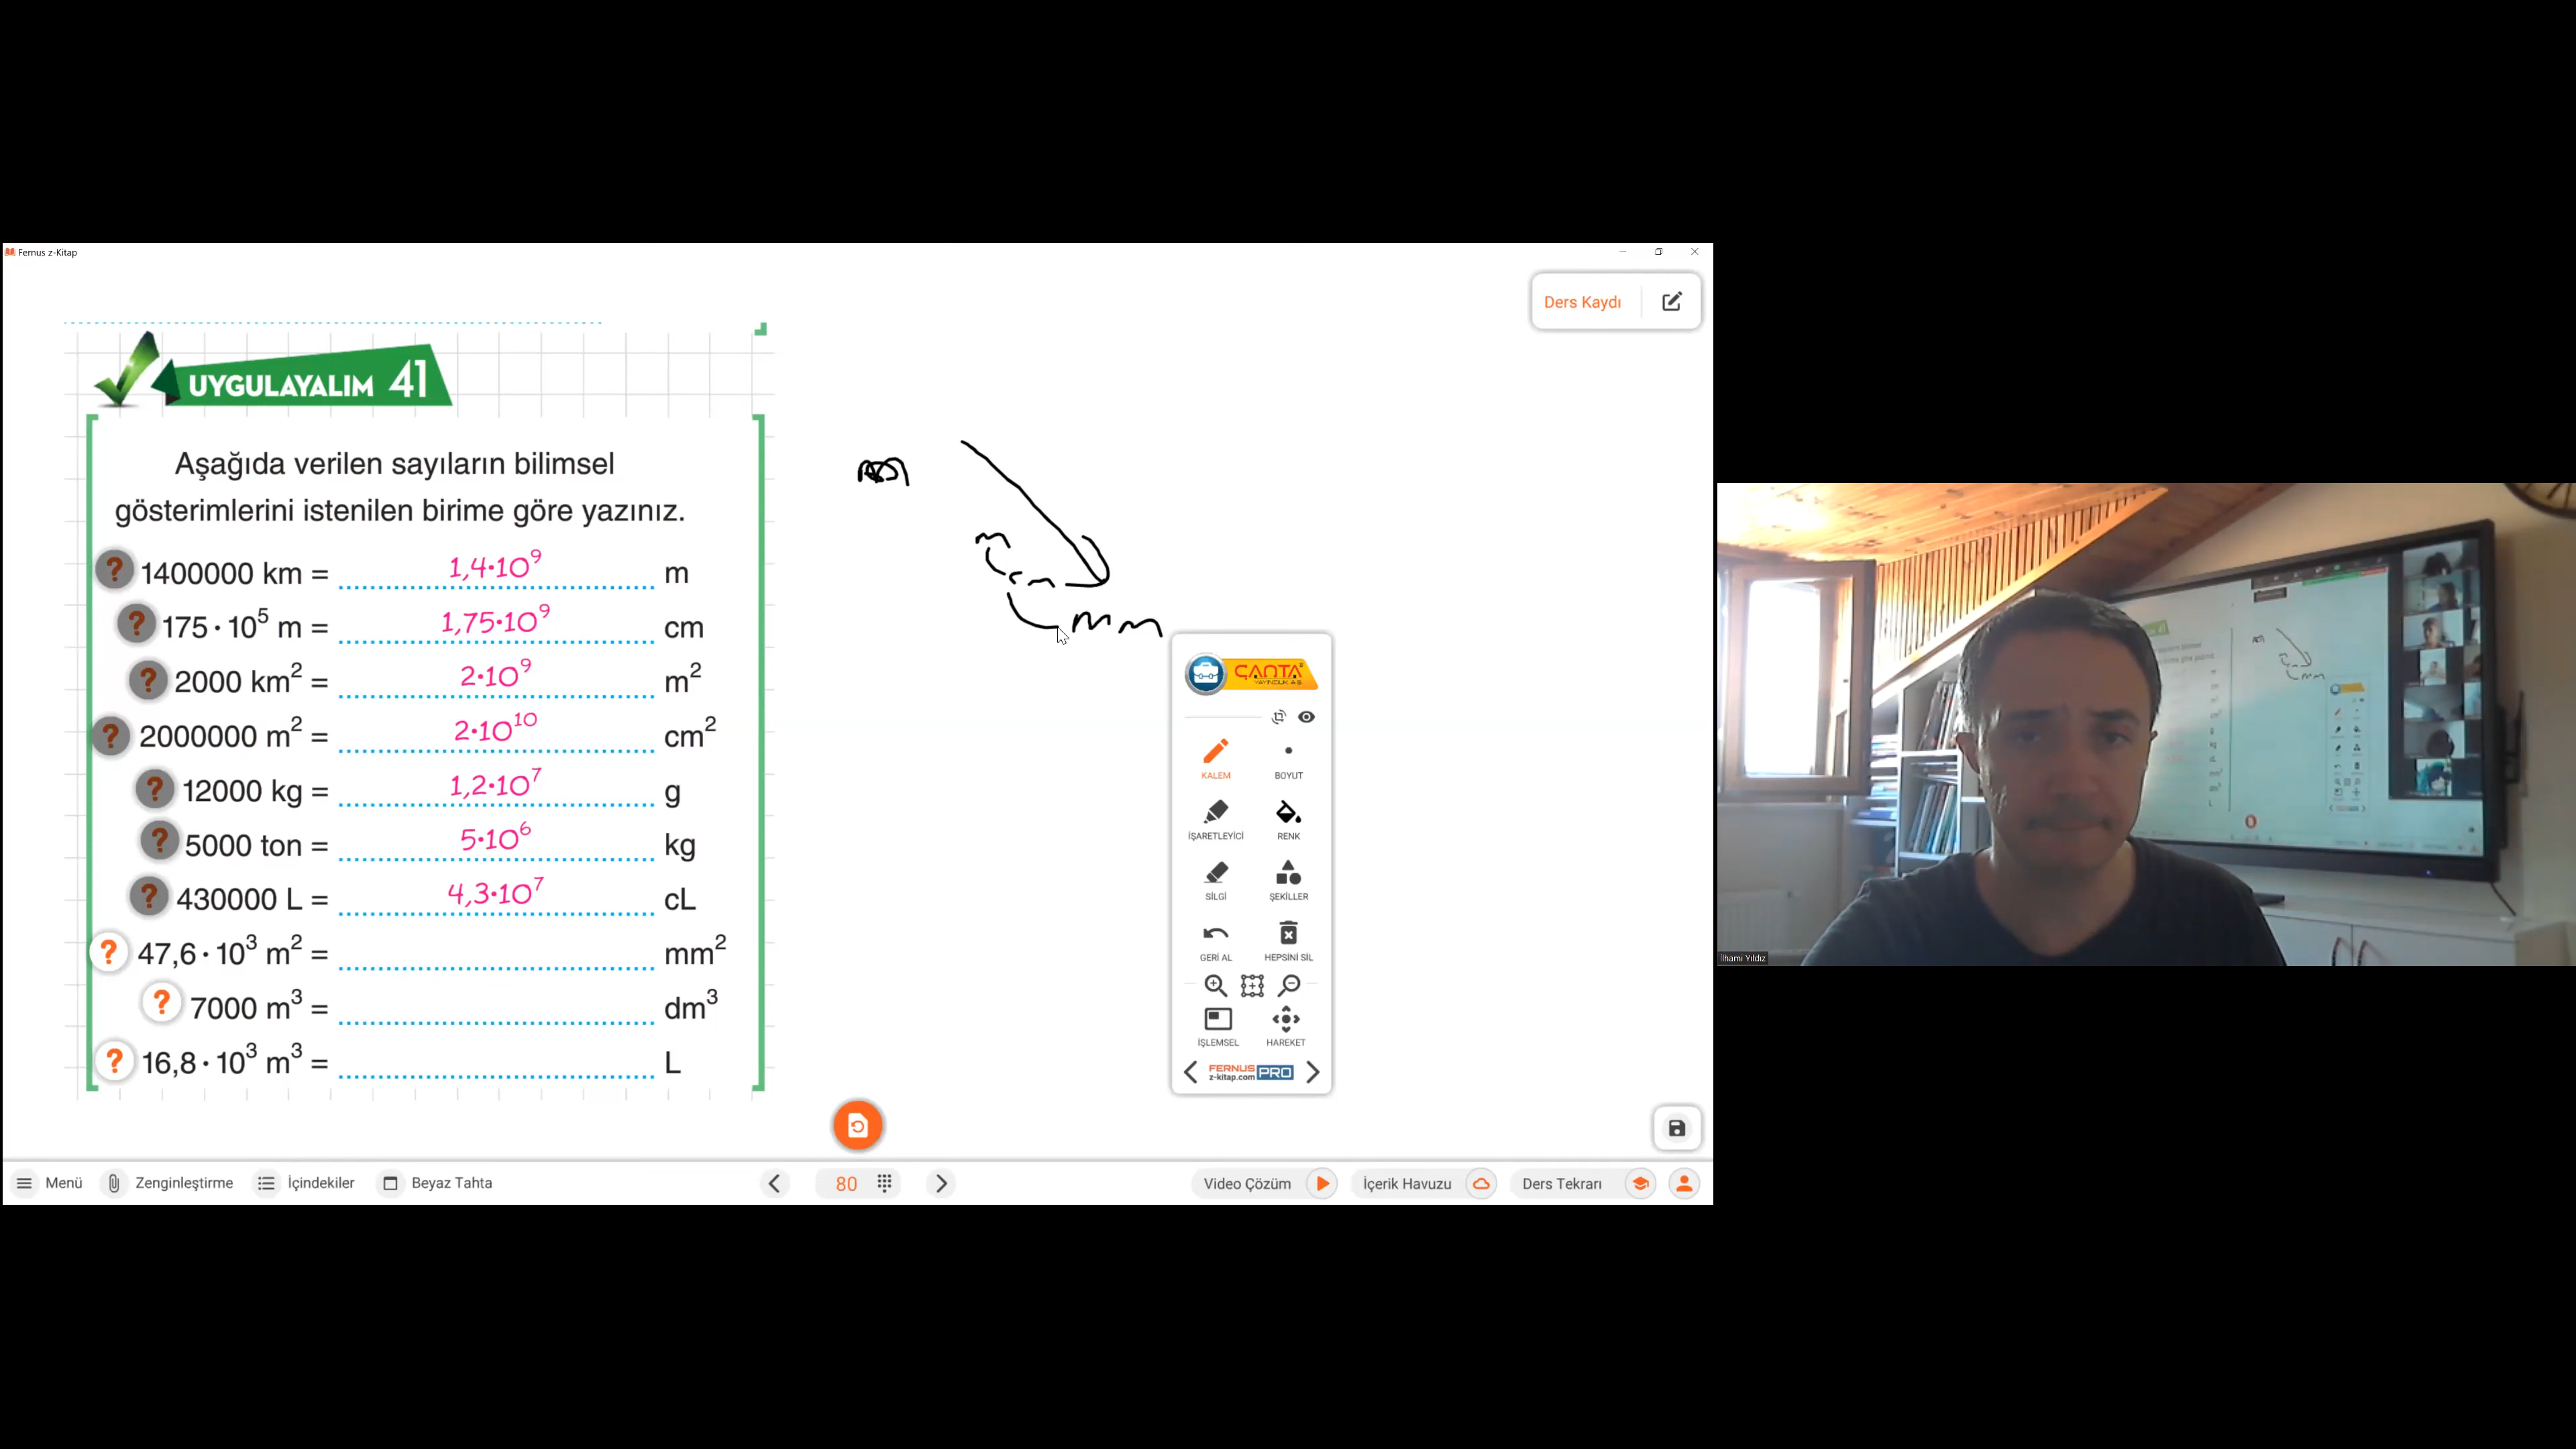 Fernus z-Kitap
Ders Kaydı
UYGULAYALIM 41
Aşağıda verilen sayıların bilimsel
gösterimlerini istenilen birime göre yazınız.
? 1400000 km = 1,4·10⁹ m
? 175·10⁵ m = 1,75·10⁹ cm
? 2000 km² = 2·10⁹ m²
? 2000000 m² = 2·10¹⁰ cm²
? 12000 kg = 1,2·10⁷ g
? 5000 ton = 5·10⁶ kg
? 430000 L = 4,3·10⁷ cL
? 47,6·10³ m² = mm²
? 7000 m³ = dm³
? 16,8·10³ m³ = L
m
cm
mm
ÇANTA
YAYINCILIK A.Ş.
KALEM BOYUT
İŞARETLEYİCİ RENK
SİLGİ ŞEKİLLER
GERİ AL HEPSİNİ SİL
İŞLEMSEL HAREKET
FERNUS
z-kitap.com PRO
Menü Zenginleştirme İçindekiler Beyaz Tahta 80 Video Çözüm İçerik Havuzu Ders Tekrarı
İlhami Yıldız